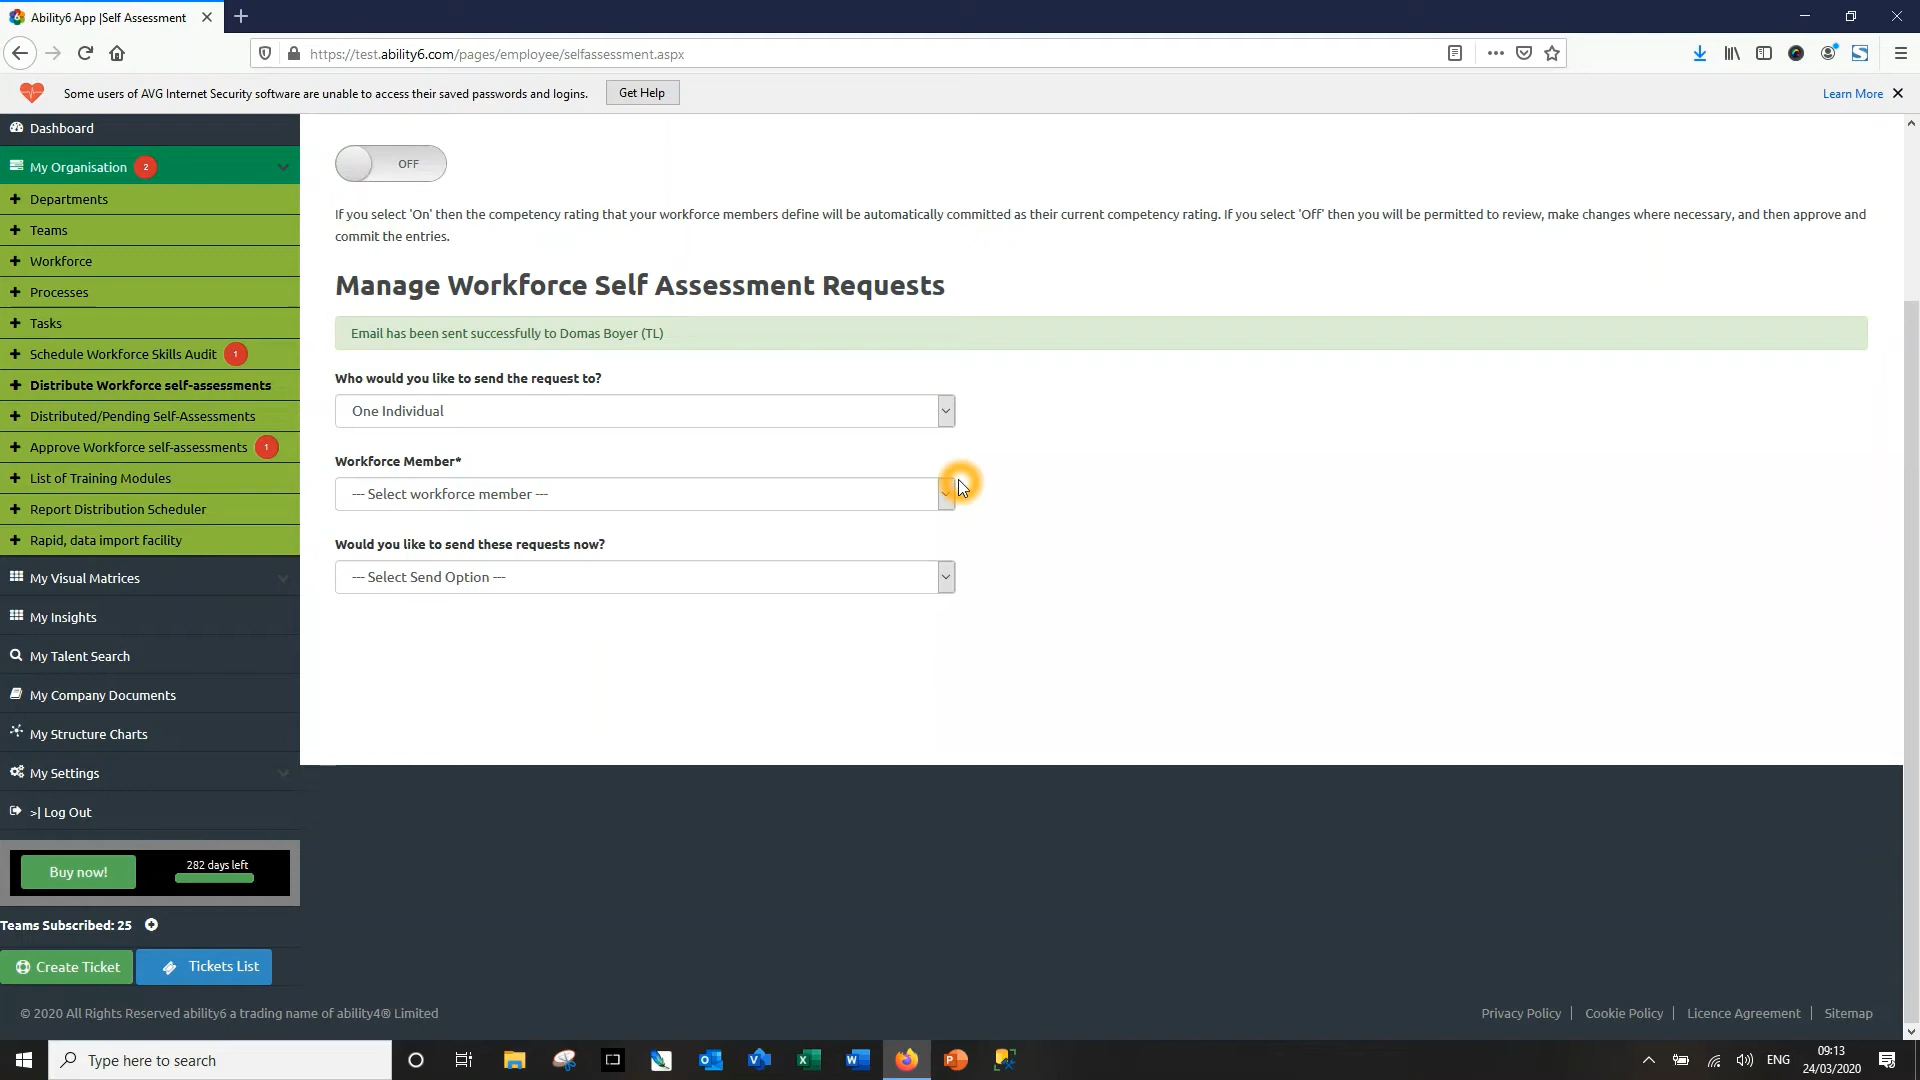 Ability6 App |Self Assessment
https://test.ability6.com/pages/employee/selfassessment.aspx
Some users of AVG Internet Security software are unable to access their saved passwords and logins.
Get Help
Learn More
Dashboard
My Organisation 2
Departments
Teams
Workforce
Processes
Tasks
Schedule Workforce Skills Audit 1
Distribute Workforce self-assessments
Distributed/Pending Self-Assessments
Approve Workforce self-assessments 1
List of Training Modules
Report Distribution Scheduler
Rapid, data import facility
My Visual Matrices
My Insights
My Talent Search
My Company Documents
My Structure Charts
My Settings
>| Log Out
Buy now!
282 days left
Teams Subscribed: 25
Create Ticket
Tickets List
OFF
If you select 'On' then the competency rating that your workforce members define will be automatically committed as their current competency rating. If you select 'Off' then you will be permitted to review, make changes where necessary, and then approve and
commit the entries.
Manage Workforce Self Assessment Requests
Email has been sent successfully to Domas Boyer (TL)
Who would you like to send the request to?
One Individual
Workforce Member*
--- Select workforce member ---
Would you like to send these requests now?
--- Select Send Option ---
© 2020 All Rights Reserved ability6 a trading name of ability4® Limited
Privacy Policy | Cookie Policy | Licence Agreement | Sitemap
Type here to search
ENG
09:13
24/03/2020